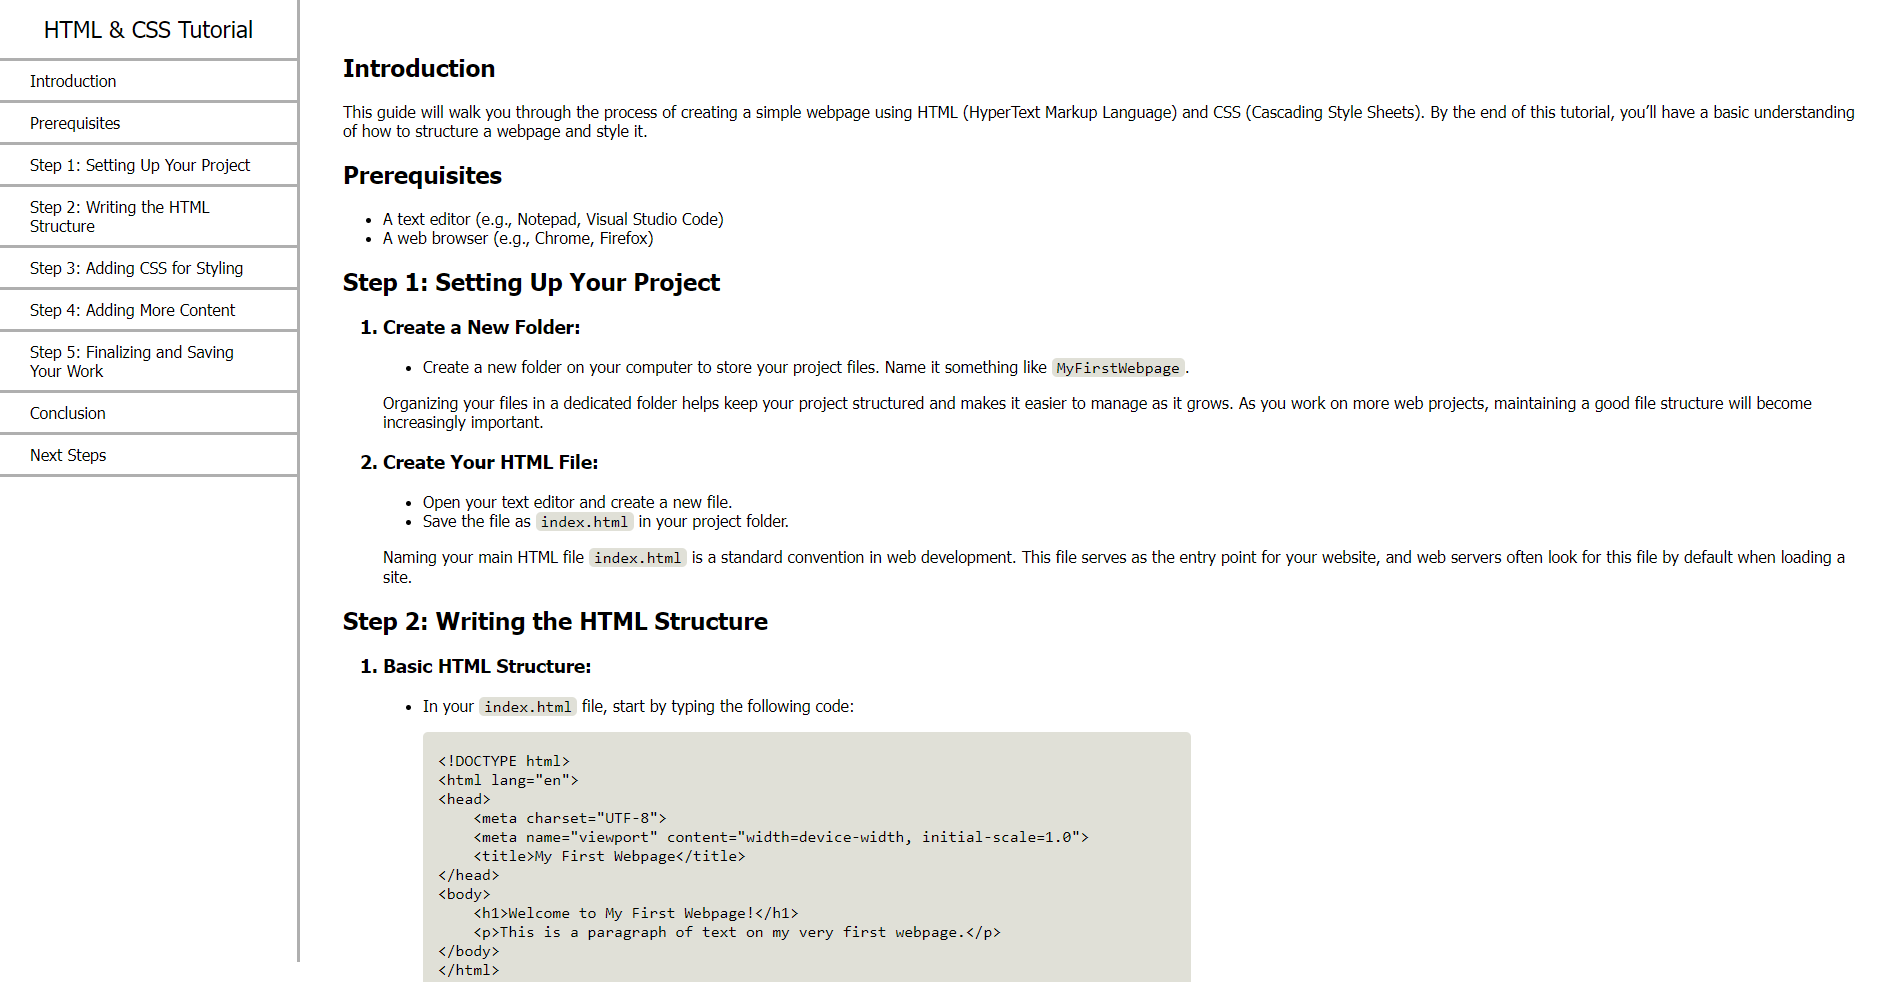 HTML & CSS Tutorial
Introduction
Prerequisites
Step 1: Setting Up Your Project
Step 2: Writing the HTML
Structure
Step 3: Adding CSS for Styling
Step 4: Adding More Content
Step 5: Finalizing and Saving
Your Work
Conclusion
Next Steps
Introduction
This guide will walk you through the process of creating a simple webpage using HTML (HyperText Markup Language) and CSS (Cascading Style Sheets). By the end of this tutorial, you’ll have a basic understanding
of how to structure a webpage and style it.
Prerequisites
• A text editor (e.g., Notepad, Visual Studio Code)
• A web browser (e.g., Chrome, Firefox)
Step 1: Setting Up Your Project
1. Create a New Folder:
• Create a new folder on your computer to store your project files. Name it something like MyFirstWebpage.
Organizing your files in a dedicated folder helps keep your project structured and makes it easier to manage as it grows. As you work on more web projects, maintaining a good file structure will become
increasingly important.
2. Create Your HTML File:
• Open your text editor and create a new file.
• Save the file as index.html in your project folder.
Naming your main HTML file index.html is a standard convention in web development. This file serves as the entry point for your website, and web servers often look for this file by default when loading a
site.
Step 2: Writing the HTML Structure
1. Basic HTML Structure:
• In your index.html file, start by typing the following code:
<!DOCTYPE html>
<html lang="en">
<head>
    <meta charset="UTF-8">
    <meta name="viewport" content="width=device-width, initial-scale=1.0">
    <title>My First Webpage</title>
</head>
<body>
    <h1>Welcome to My First Webpage!</h1>
    <p>This is a paragraph of text on my very first webpage.</p>
</body>
</html>